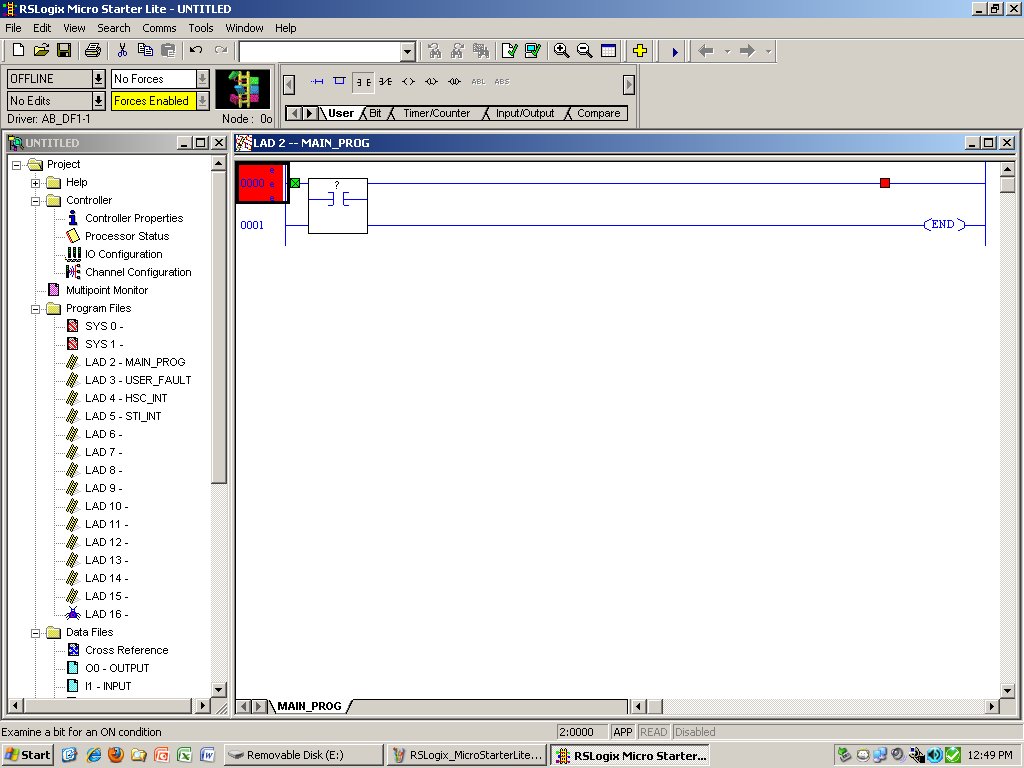 RSLogix Micro Starter Lite - UNTITLED
File Edit View Search Comms Tools Window Help
OFFLINE No Forces
No Edits Forces Enabled
Driver: AB_DF1-1 Node : 0o
ABL ABS
User Bit Timer/Counter Input/Output Compare
UNTITLED
Project
Help
Controller
Controller Properties
Processor Status
IO Configuration
Channel Configuration
Multipoint Monitor
Program Files
SYS 0 -
SYS 1 -
LAD 2 - MAIN_PROG
LAD 3 - USER_FAULT
LAD 4 - HSC_INT
LAD 5 - STI_INT
LAD 6 -
LAD 7 -
LAD 8 -
LAD 9 -
LAD 10 -
LAD 11 -
LAD 12 -
LAD 13 -
LAD 14 -
LAD 15 -
LAD 16 -
Data Files
Cross Reference
O0 - OUTPUT
I1 - INPUT
LAD 2 -- MAIN_PROG
0000 e e e ?
0001 END
MAIN_PROG
Examine a bit for an ON condition 2:0000 APP READ Disabled
Start Removable Disk (E:) RSLogix_MicroStarterLite... RSLogix Micro Starter... 12:49 PM